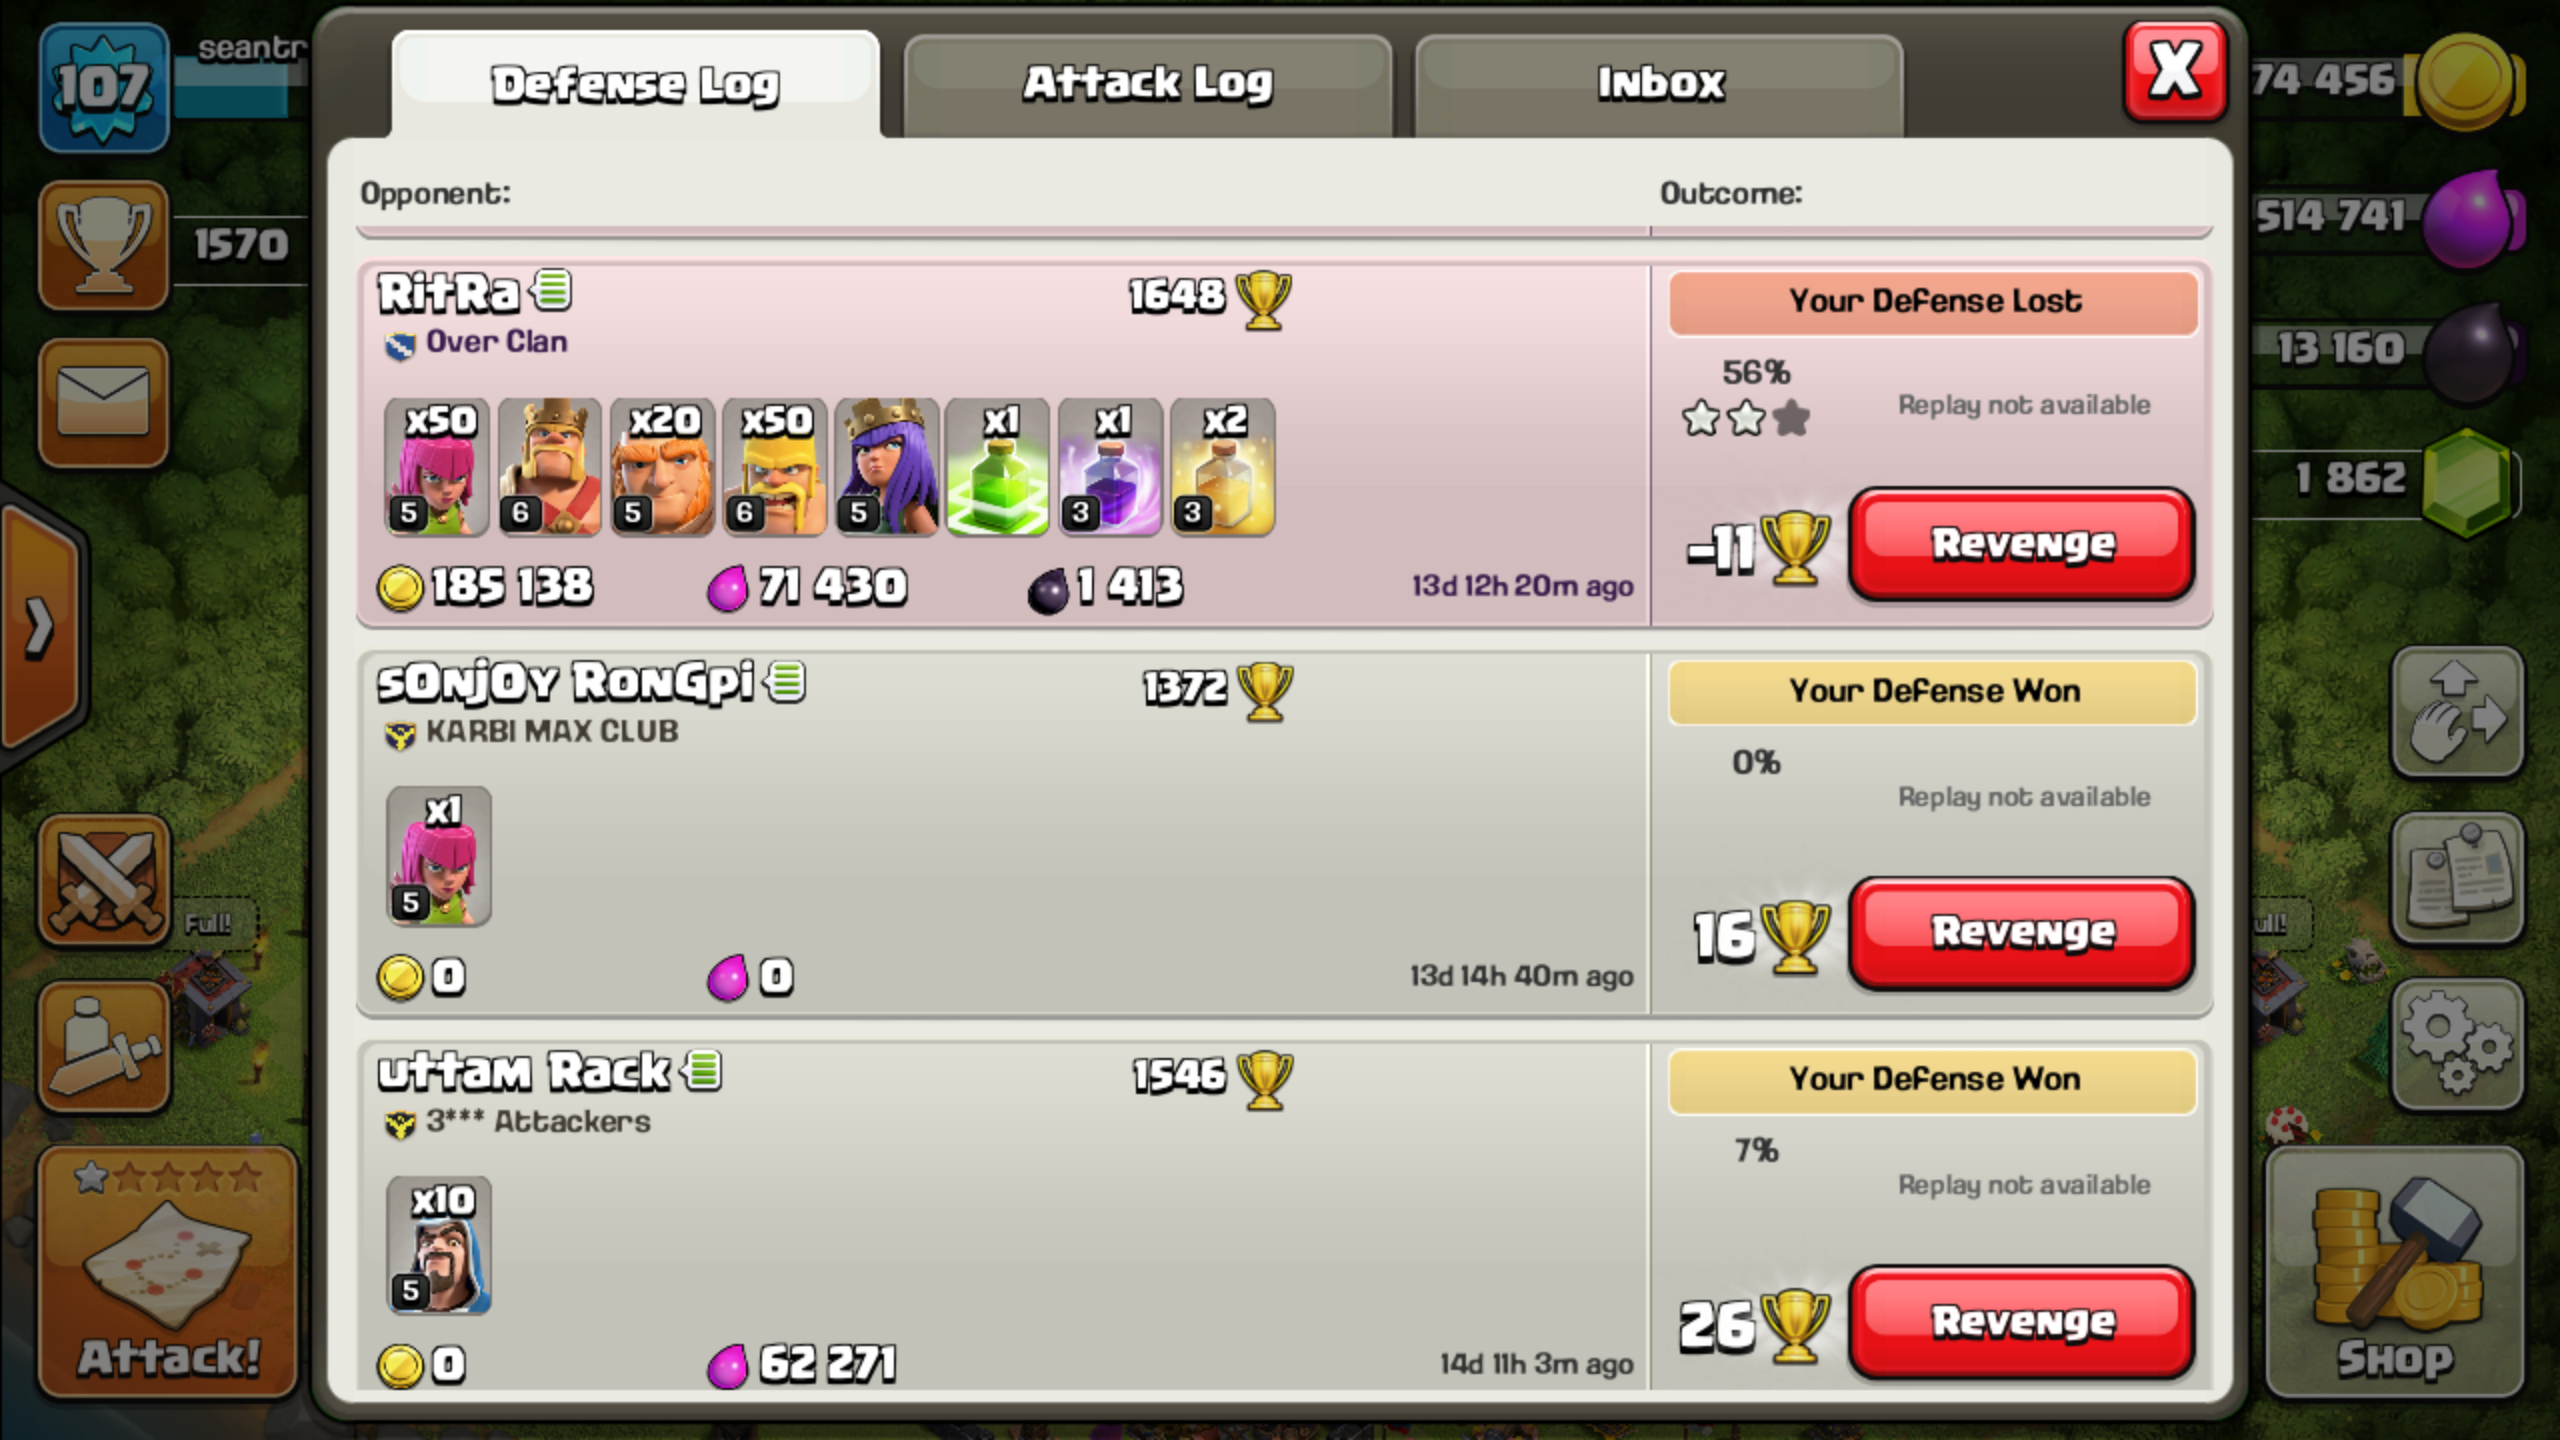 107
seantr
1570
Defense Log
Attack Log
Inbox
X
74 456
514 741
13 160
1 862
Opponent:
Outcome:
RitRa
Over Clan
1648
x50
5
6
x20
5
x50
6
5
x1
x1
3
x2
3
185 138
71 430
1 413
13d 12h 20m ago
Your Defense Lost
56%
Replay not available
-11
Revenge
sOnjOy RonGpi
KARBI MAX CLUB
1372
x1
5
0
0
13d 14h 40m ago
Your Defense Won
0%
Replay not available
16
Revenge
uttam Rack
3*** Attackers
1546
x10
5
0
62 271
14d 11h 3m ago
Your Defense Won
7%
Replay not available
26
Revenge
Full!
ull!
Attack!
Shop